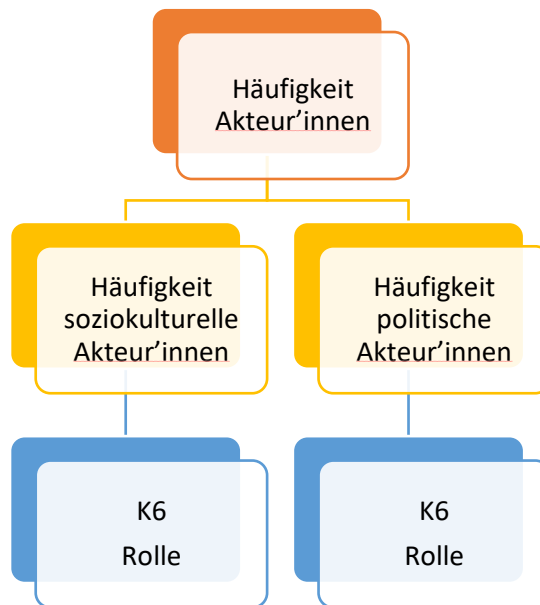 Häufigkeit
Akteur'innen
Häufigkeit
soziokulturelle
Akteur'innen
Häufigkeit
politische
Akteur'innen
K6
Rolle
K6
Rolle